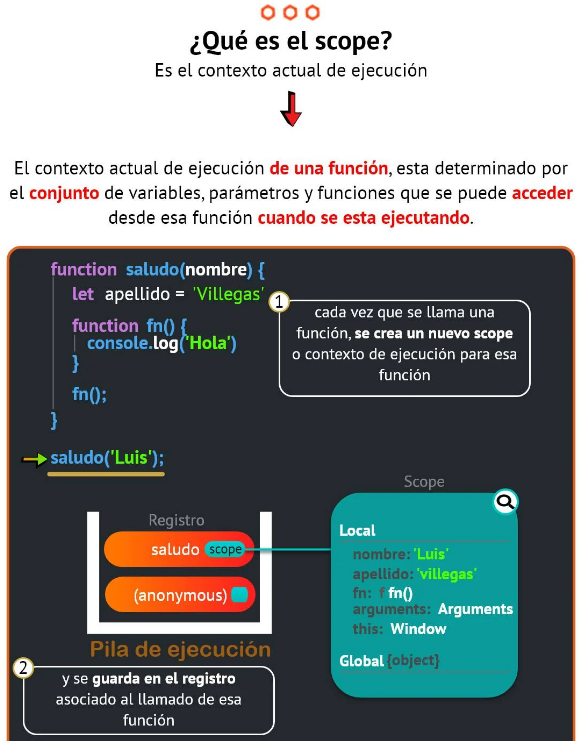 ¿Qué es el scope?
Es el contexto actual de ejecución
El contexto actual de ejecución de una función, esta determinado por
el conjunto de variables, parámetros y funciones que se puede acceder
desde esa función cuando se esta ejecutando.
function saludo(nombre) {
let apellido = 'Villegas'
function fn() {
console.log('Hola')
}
fn();
}
1
cada vez que se llama una
función, se crea un nuevo scope
o contexto de ejecución para esa
función
saludo('Luis');
Registro
saludo scope
(anonymous)
Pila de ejecución
Scope
Local
nombre: 'Luis'
apellido: 'villegas'
fn: f fn()
arguments: Arguments
this: Window
Global {object}
2
y se guarda en el registro
asociado al llamado de esa
función